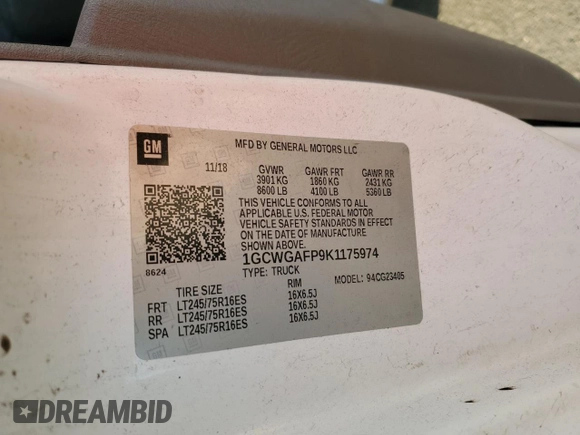 GM
MFD BY GENERAL MOTORS LLC
11/18 GVWR GAWR FRT GAWR RR
3901 KG 1860 KG 2431 KG
8600 LB 4100 LB 5360 LB
THIS VEHICLE CONFORMS TO ALL
APPLICABLE U.S. FEDERAL MOTOR
VEHICLE SAFETY STANDARDS IN EFFECT
ON THE DATE OF MANUFACTURE
SHOWN ABOVE.
8624 1GCWGAFP9K1175974
TYPE: TRUCK MODEL: 94CG23405
TIRE SIZE RIM
FRT LT245/75R16ES 16X6.5J
RR LT245/75R16ES 16X6.5J
SPA LT245/75R16ES 16X6.5J
DREAMBID